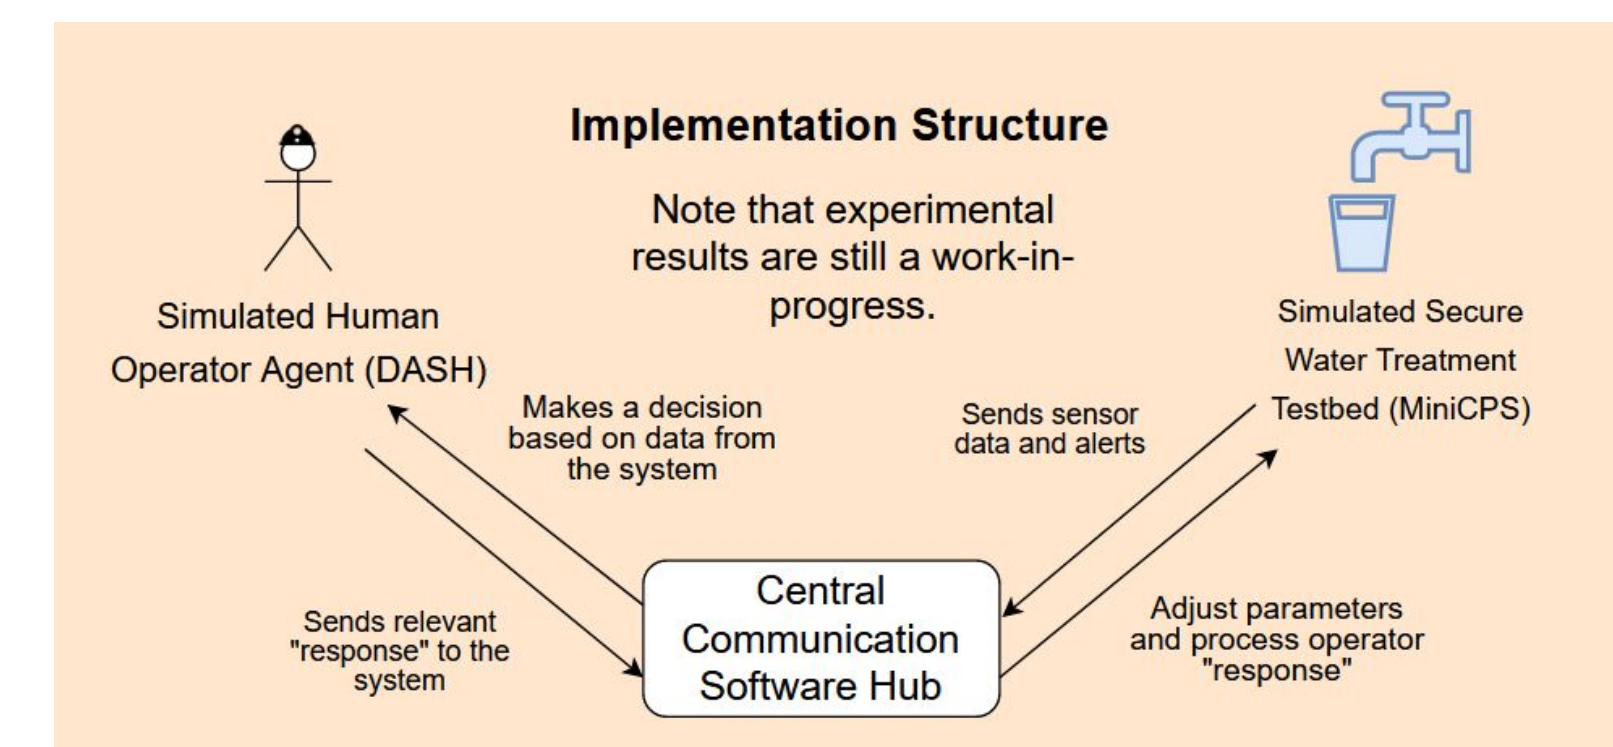 Implementation Structure
Note that experimental
results are still a work-in-
progress.
Simulated Human
Operator Agent (DASH)
Simulated Secure
Water Treatment
Testbed (MiniCPS)
Makes a decision
based on data from
the system
Sends sensor
data and alerts
Sends relevant
"response" to the
system
Central
Communication
Software Hub
Adjust parameters
and process operator
"response"